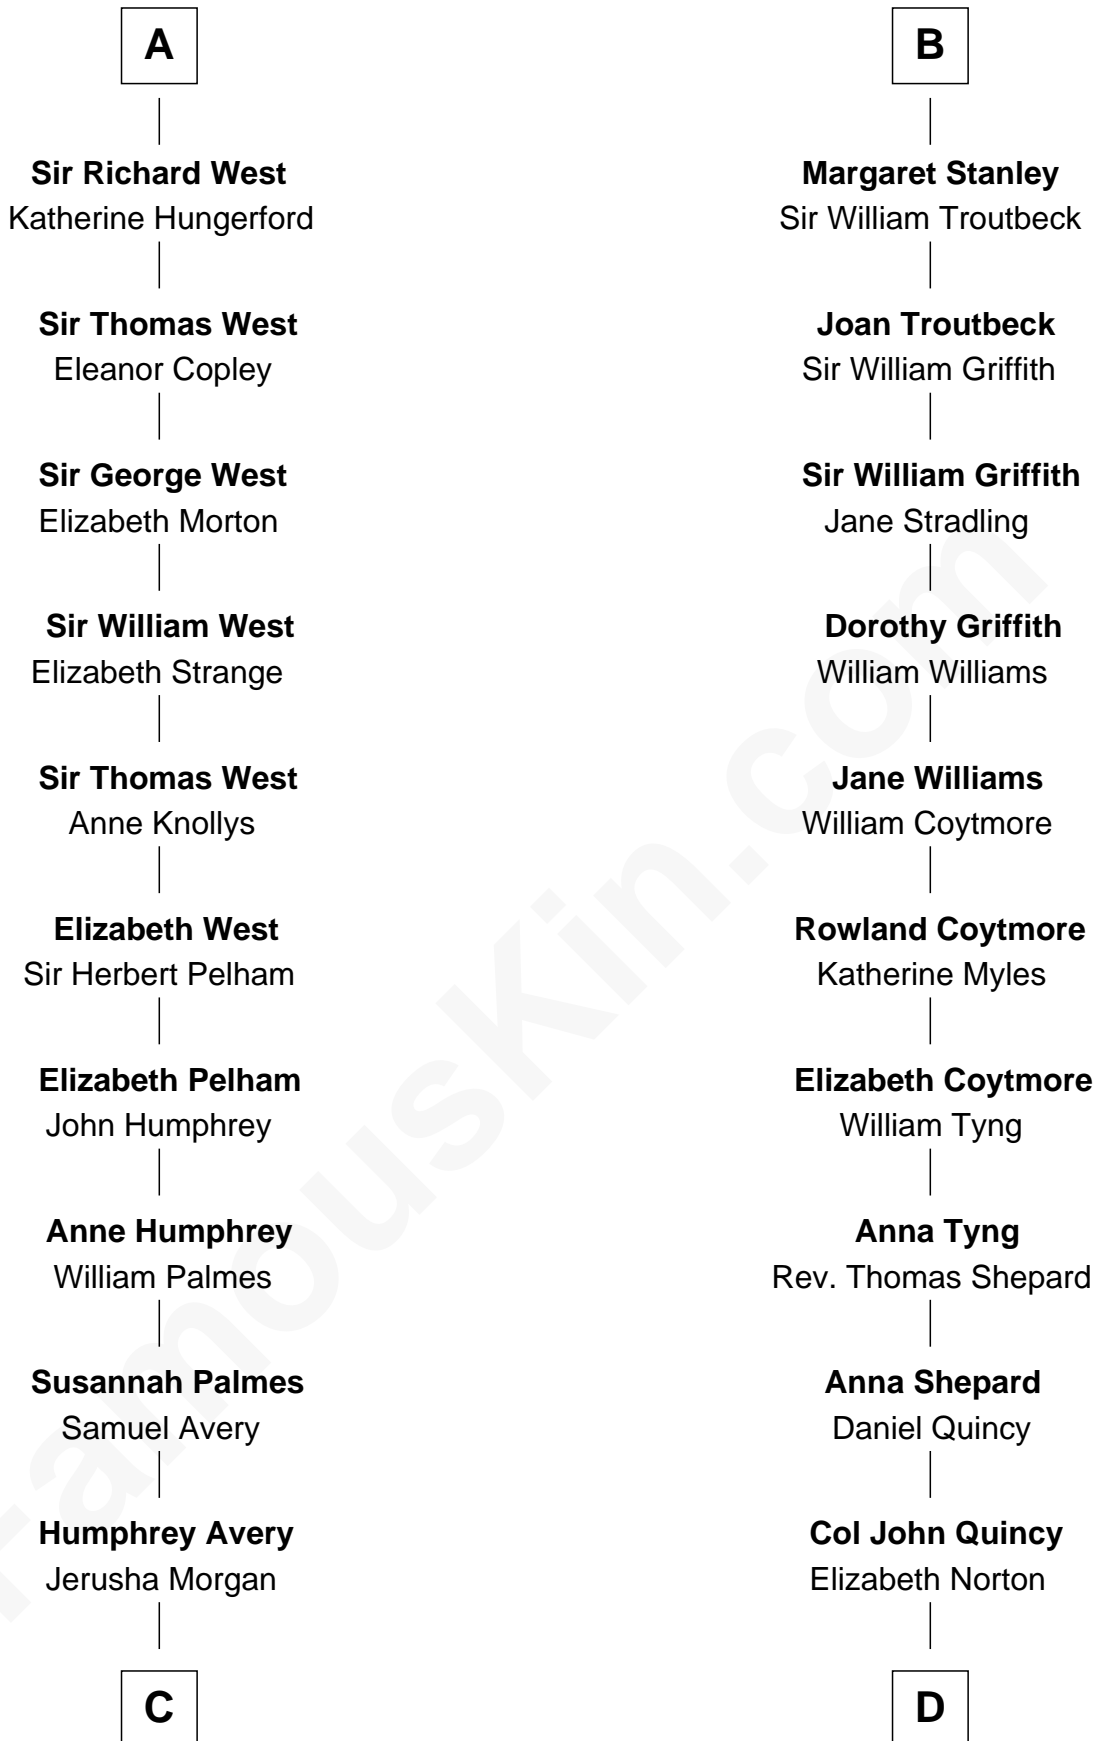 A
Sir Richard West
Katherine Hungerford
Sir Thomas West
Eleanor Copley
Sir George West
Elizabeth Morton
Sir William West
Elizabeth Strange
Sir Thomas West
Anne Knollys
Elizabeth West
Sir Herbert Pelham
Elizabeth Pelham
John Humphrey
Anne Humphrey
William Palmes
Susannah Palmes
Samuel Avery
Humphrey Avery
Jerusha Morgan
C
B
Margaret Stanley
Sir William Troutbeck
Joan Troutbeck
Sir William Griffith
Sir William Griffith
Jane Stradling
Dorothy Griffith
William Williams
Jane Williams
William Coytmore
Rowland Coytmore
Katherine Myles
Elizabeth Coytmore
William Tyng
Anna Tyng
Rev. Thomas Shepard
Anna Shepard
Daniel Quincy
Col John Quincy
Elizabeth Norton
D
FamousKin.com